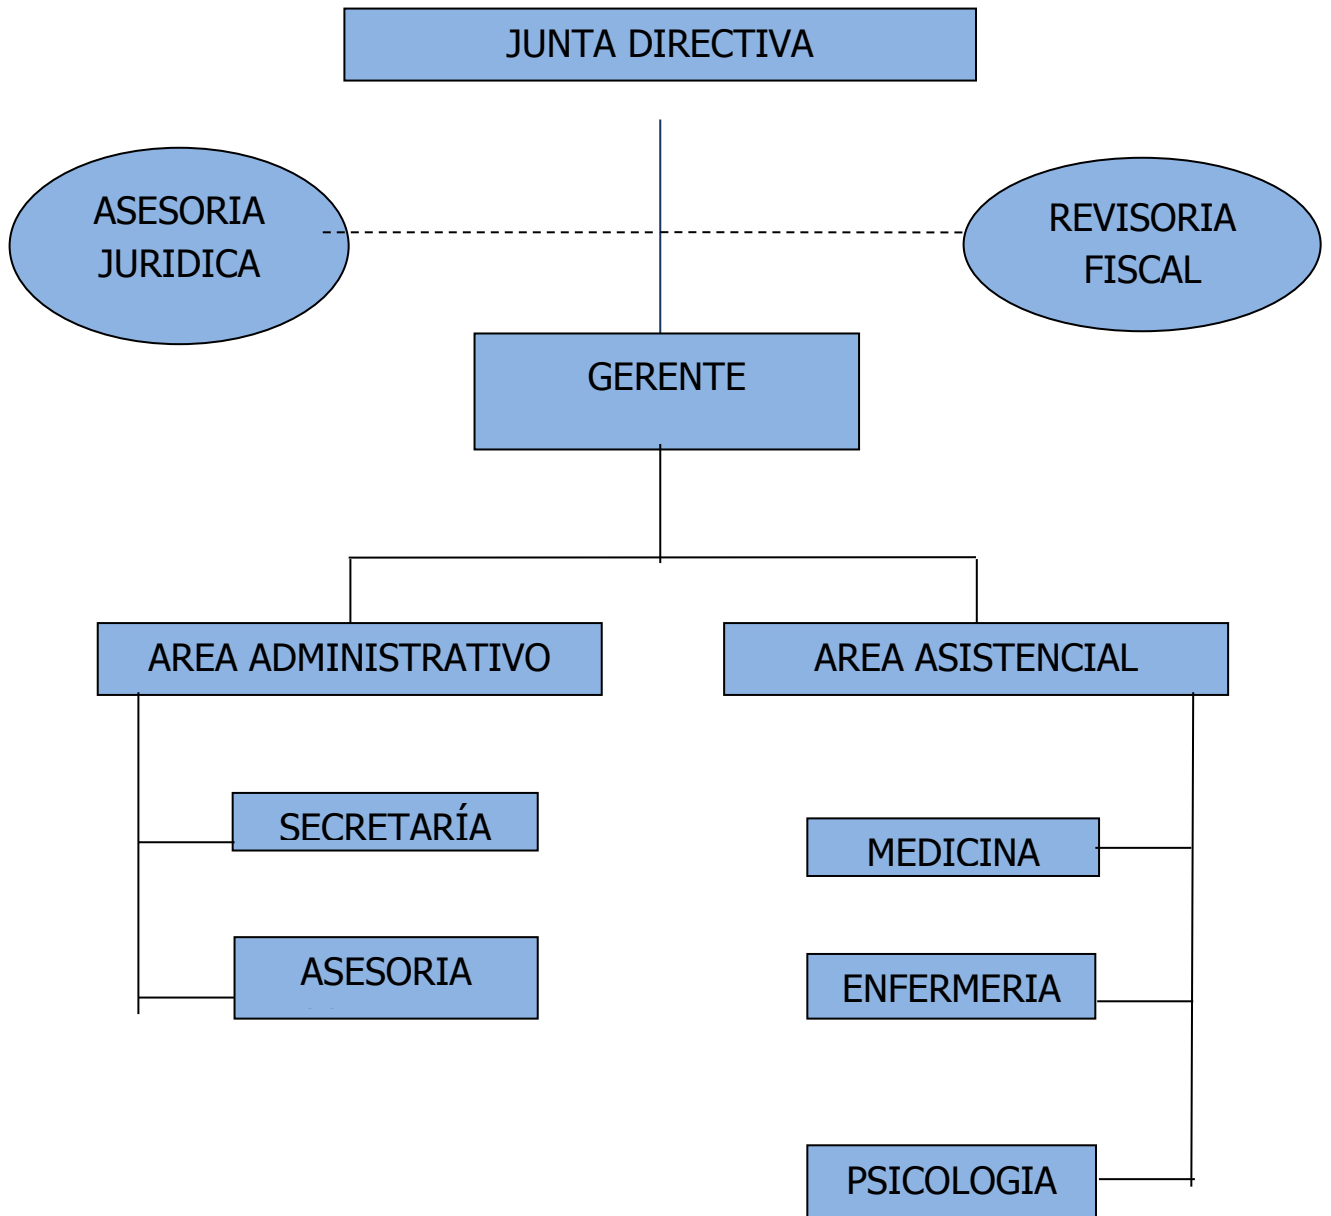 JUNTA DIRECTIVA
ASESORIA
JURIDICA
REVISORIA
FISCAL
GERENTE
AREA ADMINISTRATIVO
AREA ASISTENCIAL
SECRETARÍA
MEDICINA
ASESORIA
ENFERMERIA
PSICOLOGIA